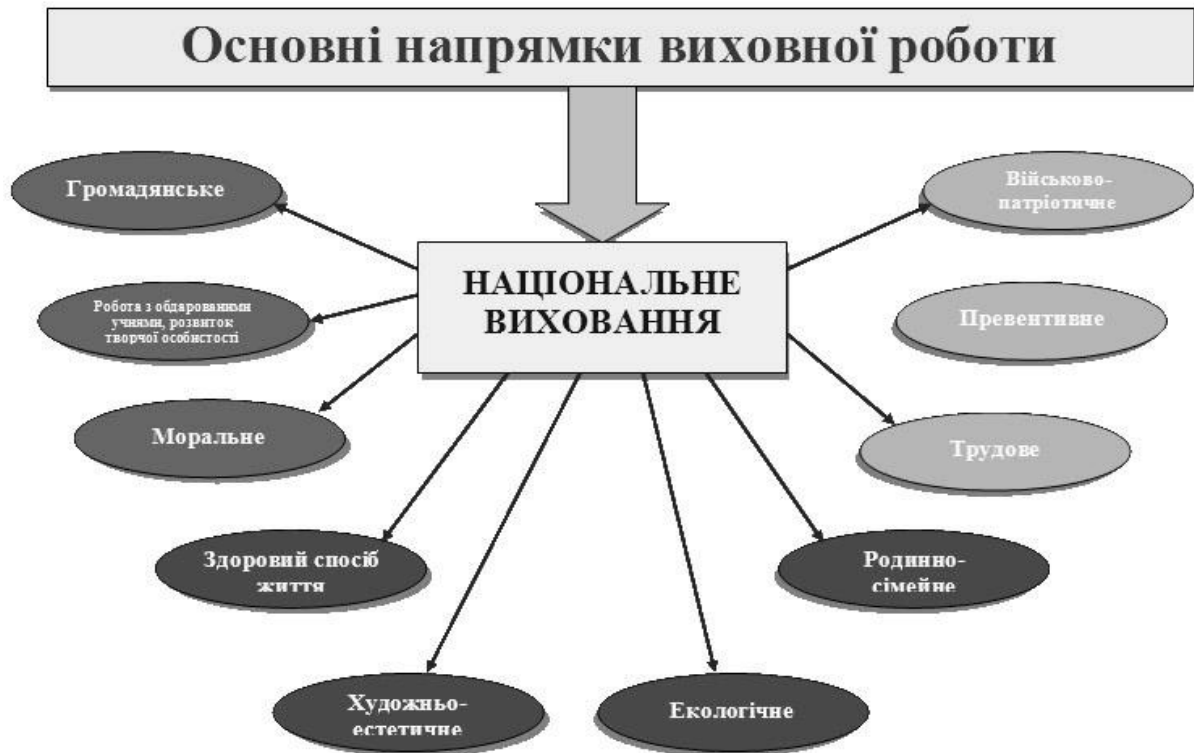 Основні напрямки виховної роботи
НАЦІОНАЛЬНЕ
ВИХОВАННЯ
Громадянське
Робота з обдарованими
учнями, розвиток
творчої особистості
Моральне
Здоровий спосіб
життя
Художньо-
естетичне
Екологічне
Родинно-
сімейне
Трудове
Превентивне
Військово-
патріотичне